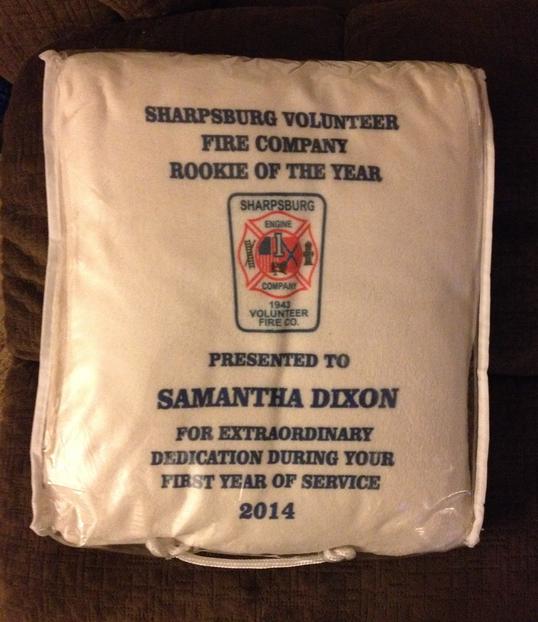 SHARPSBURG VOLUNTEER
FIRE COMPANY
ROOKIE OF THE YEAR
SHARPSBURG
ENGINE
1
COMPANY
1943
VOLUNTEER
FIRE CO.
PRESENTED TO
SAMANTHA DIXON
FOR EXTRAORDINARY
DEDICATION DURING YOUR
FIRST YEAR OF SERVICE
2014